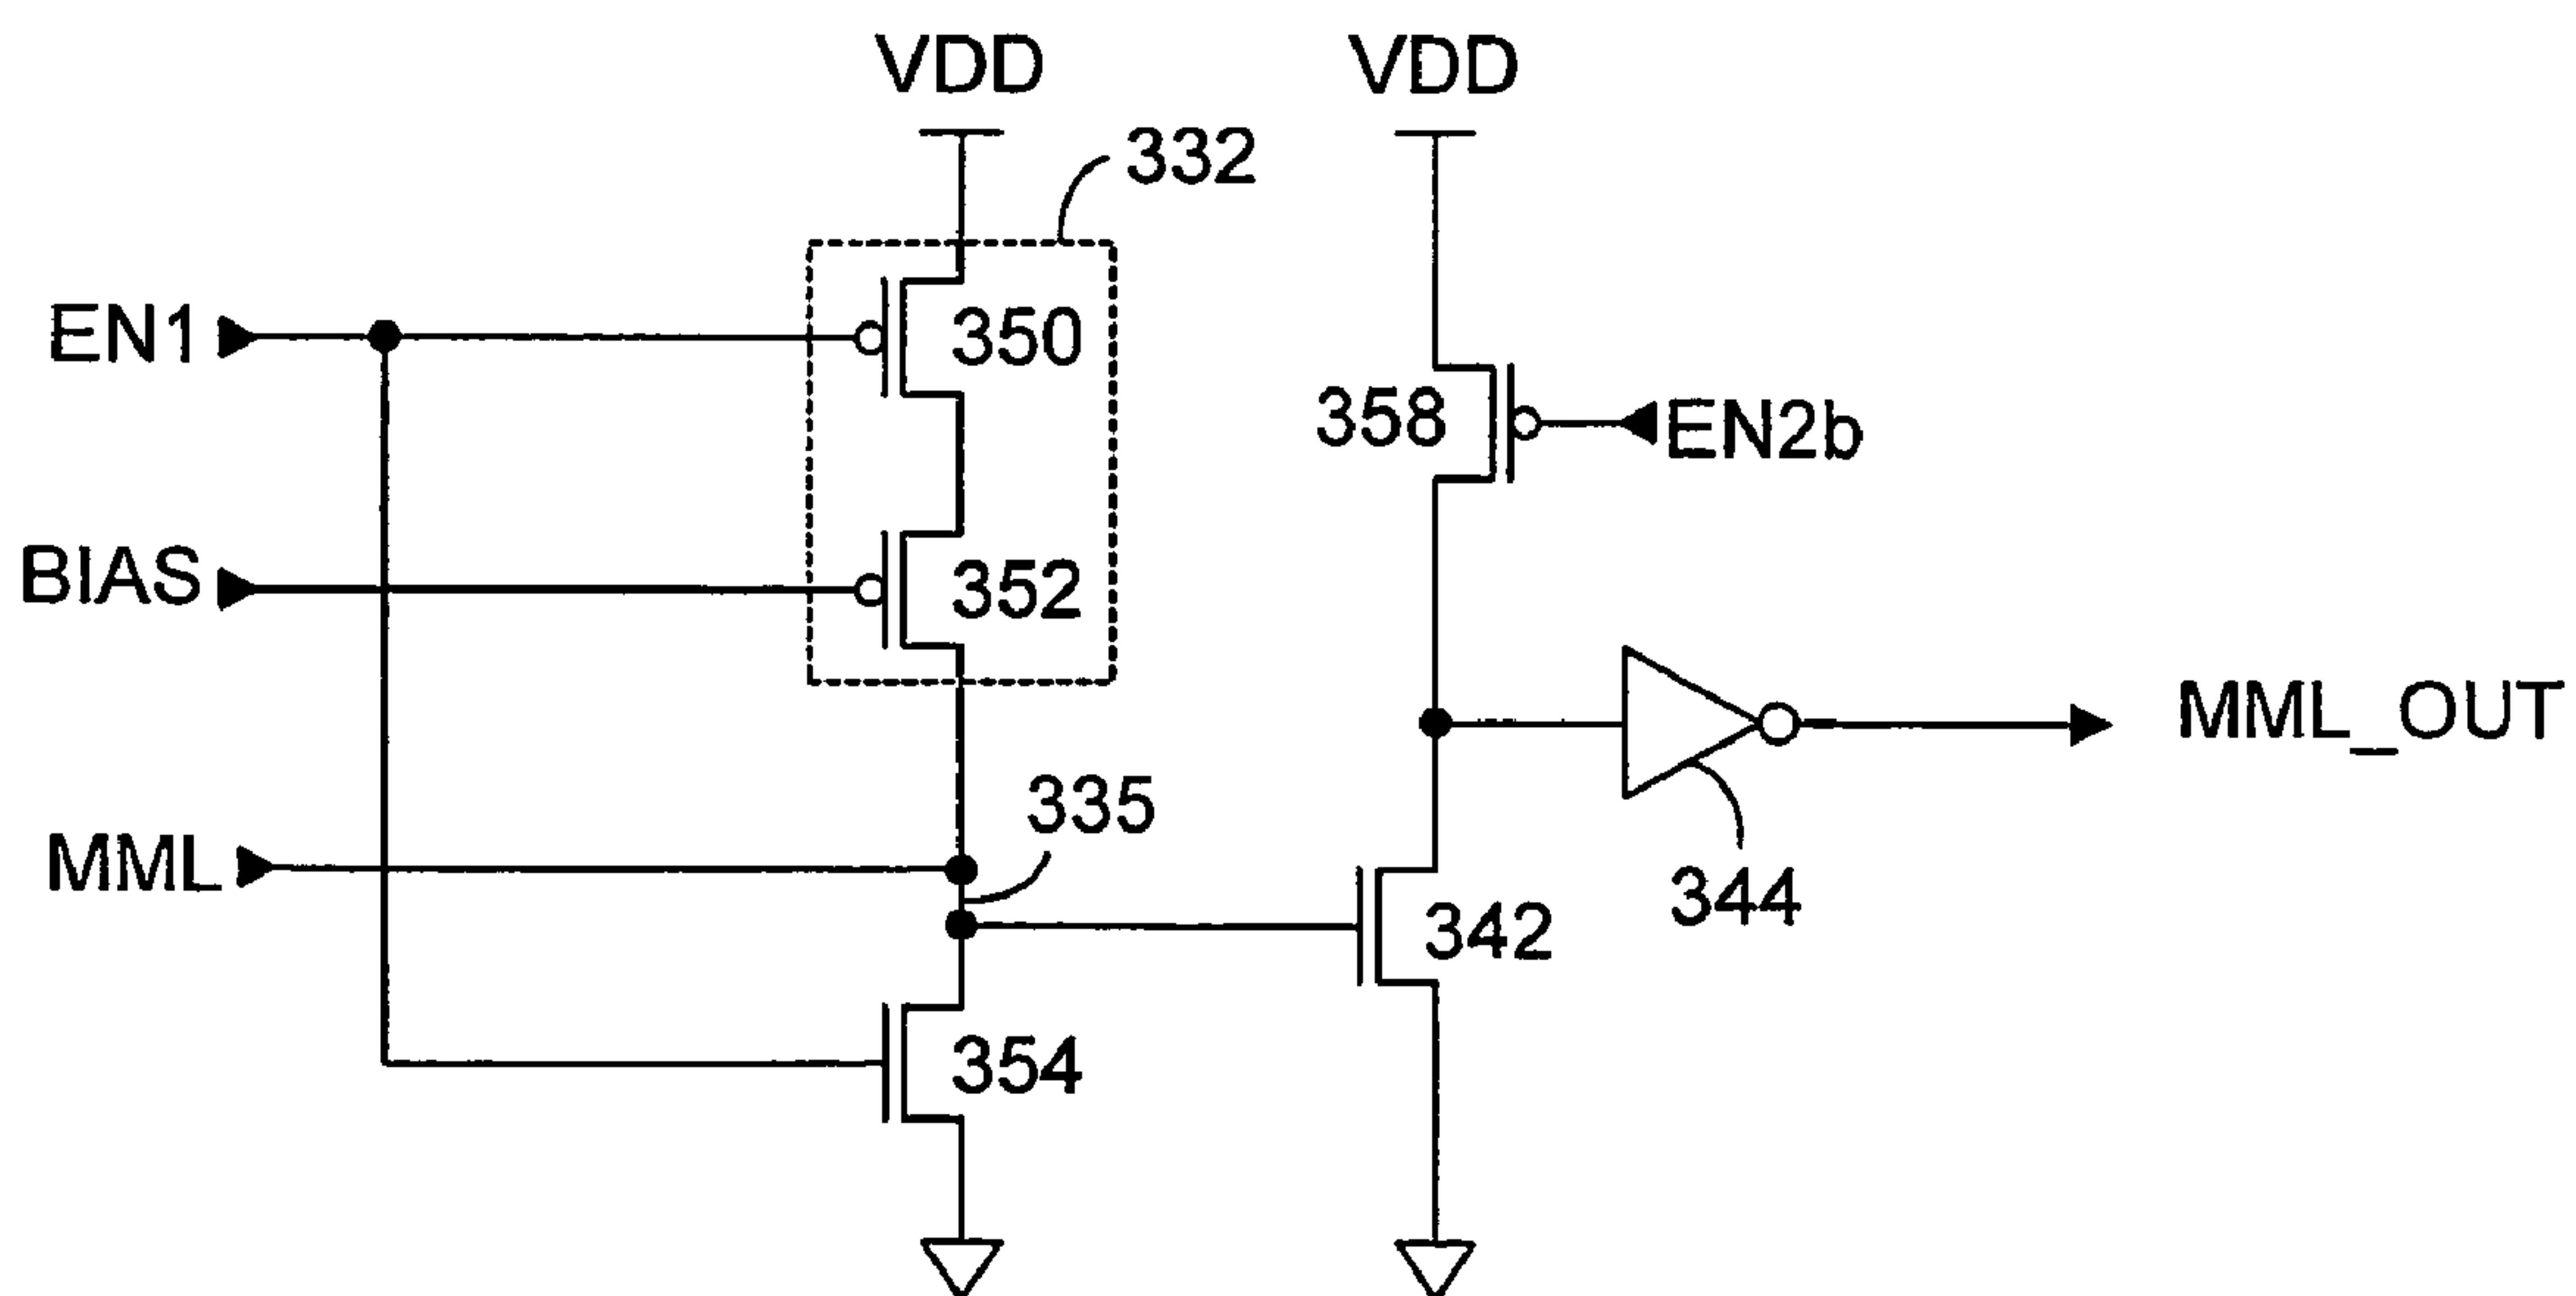 VDD
VDD
332
EN1
350
358
EN2b
BIAS
352
MML_OUT
335
MML
344
342
354